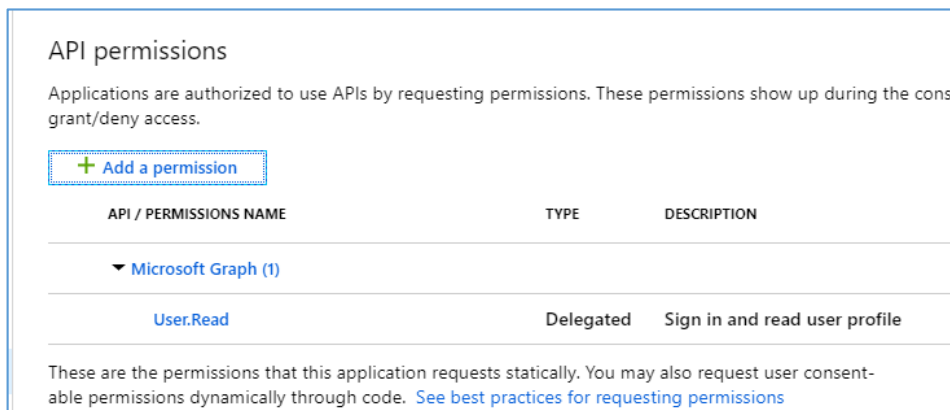 API permissions
Applications are authorized to use APIs by requesting permissions. These permissions show up during the cons
grant/deny access.
+ Add a permission
API / PERMISSIONS NAME TYPE DESCRIPTION
Microsoft Graph (1)
User.Read Delegated Sign in and read user profile
These are the permissions that this application requests statically. You may also request user consent-
able permissions dynamically through code. See best practices for requesting permissions